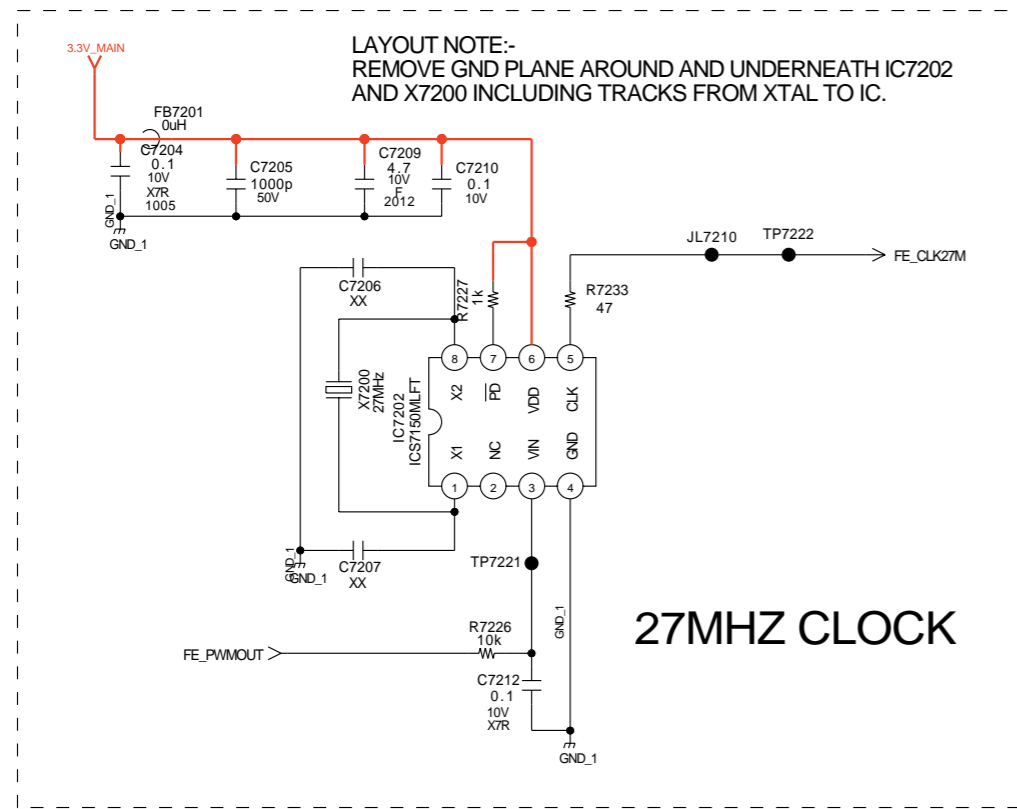 LAYOUT NOTE:-
REMOVE GND PLANE AROUND AND UNDERNEATH IC7202
AND X7200 INCLUDING TRACKS FROM XTAL TO IC.
3.3V_MAIN
FB7201
0uH
C7204
0.1
10V
X7R
1005
GND_1
GND_1
C7205
1000p
50V
C7209
4.7
10V
F
2012
C7210
0.1
10V
JL7210
TP7222
FE_CLK27M
C7206
XX
R7227
1k
R7233
47
8
7
6
5
X2
PD
VDD
CLK
X7200
27MHz
IC7202
ICS7150MLFT
X1
NC
VIN
GND
1
2
3
4
GND_1
GND_1
C7207
XX
TP7221
GND_1
27MHZ CLOCK
R7226
10k
FE_PWMOUT
C7212
0.1
10V
X7R
GND_1